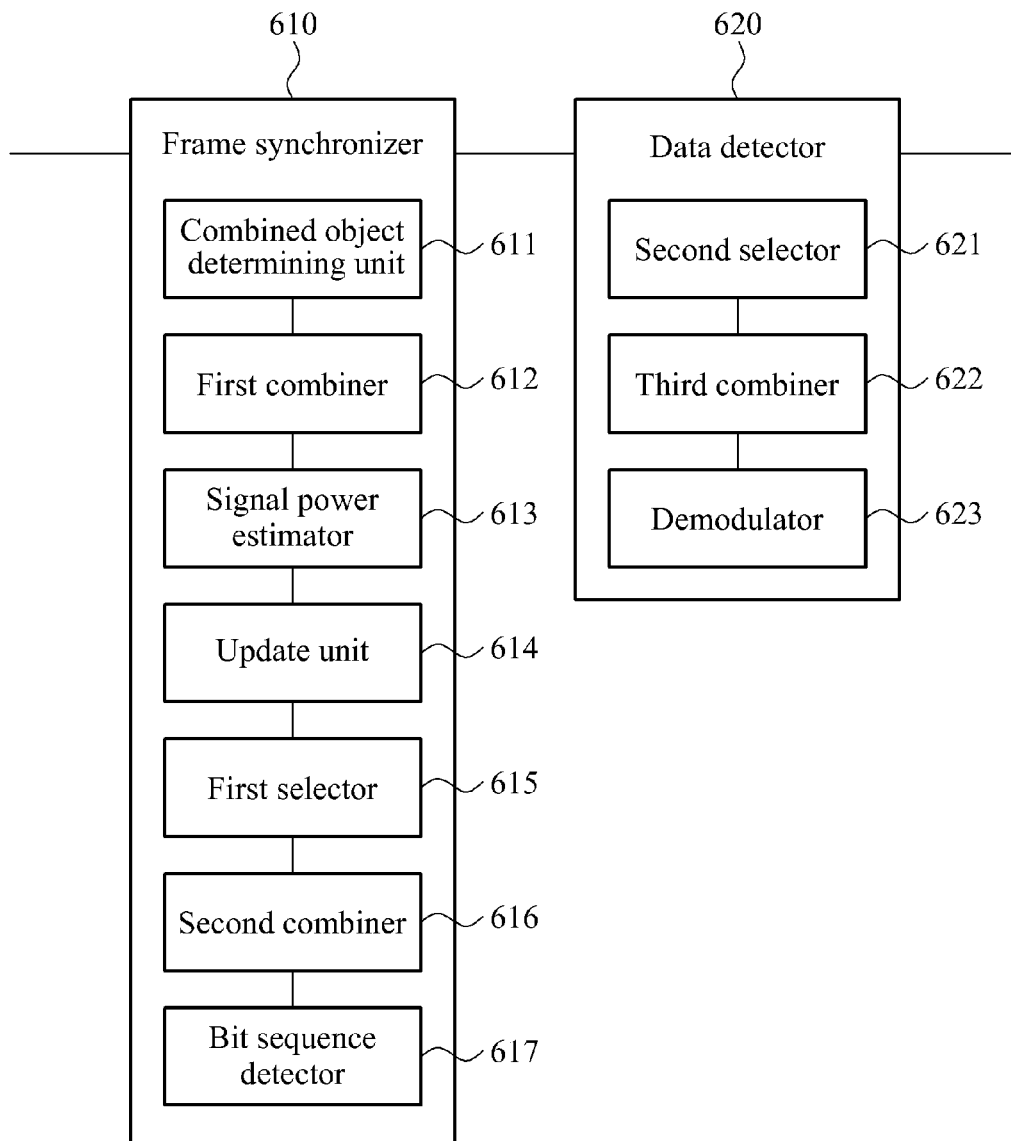 610
620
Frame synchronizer
Combined object
determining unit
611
First combiner
612
Signal power
estimator
613
Update unit
614
First selector
615
Second combiner
616
Bit sequence
detector
617
Data detector
Second selector
621
Third combiner
622
Demodulator
623